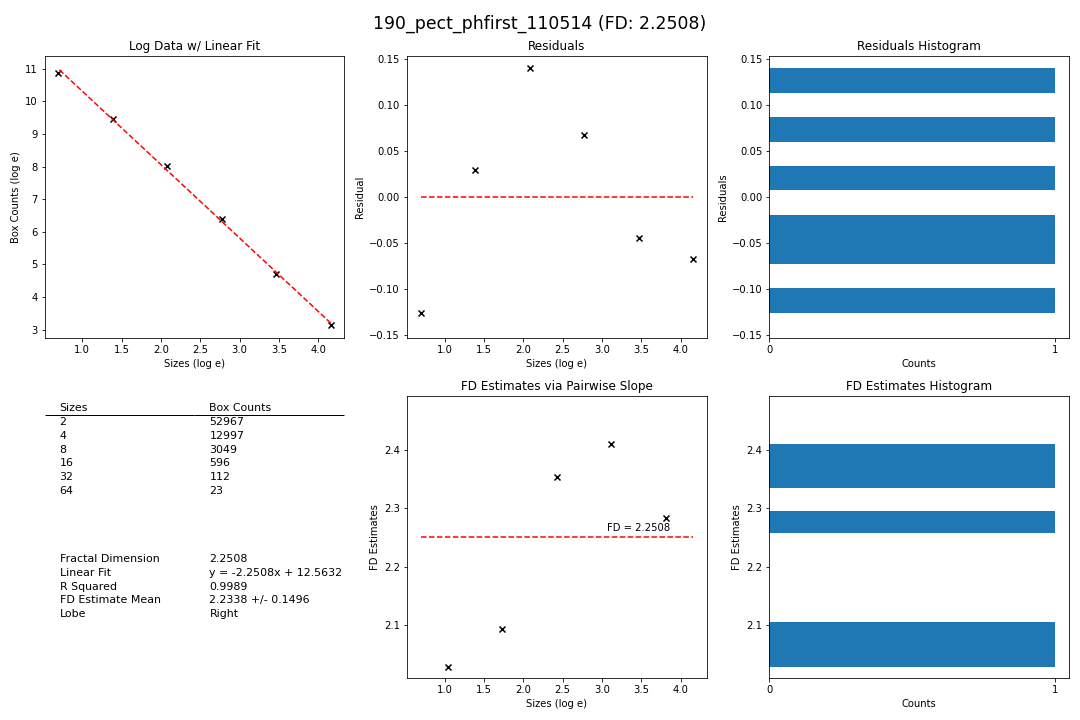 190_pect_phfirst_110514 (FD: 2.2508)
Log Data w/ Linear Fit
11
10
9
8
7
6
5
4
3
Box Counts (log e)
1.0 1.5 2.0 2.5 3.0 3.5 4.0
Sizes (log e)
Residuals
0.15
0.10
0.05
0.00
−0.05
−0.10
−0.15
Residual
1.0 1.5 2.0 2.5 3.0 3.5 4.0
Sizes (log e)
Residuals Histogram
0.15
0.10
0.05
0.00
−0.05
−0.10
−0.15
Residuals
0 1
Counts
Sizes Box Counts
2 52967
4 12997
8 3049
16 596
32 112
64 23
Fractal Dimension 2.2508
Linear Fit y = -2.2508x + 12.5632
R Squared 0.9989
FD Estimate Mean 2.2338 +/- 0.1496
Lobe Right
FD Estimates via Pairwise Slope
2.4
2.3
2.2
2.1
FD Estimates
FD = 2.2508
1.0 1.5 2.0 2.5 3.0 3.5 4.0
Sizes (log e)
FD Estimates Histogram
2.4
2.3
2.2
2.1
FD Estimates
0 1
Counts